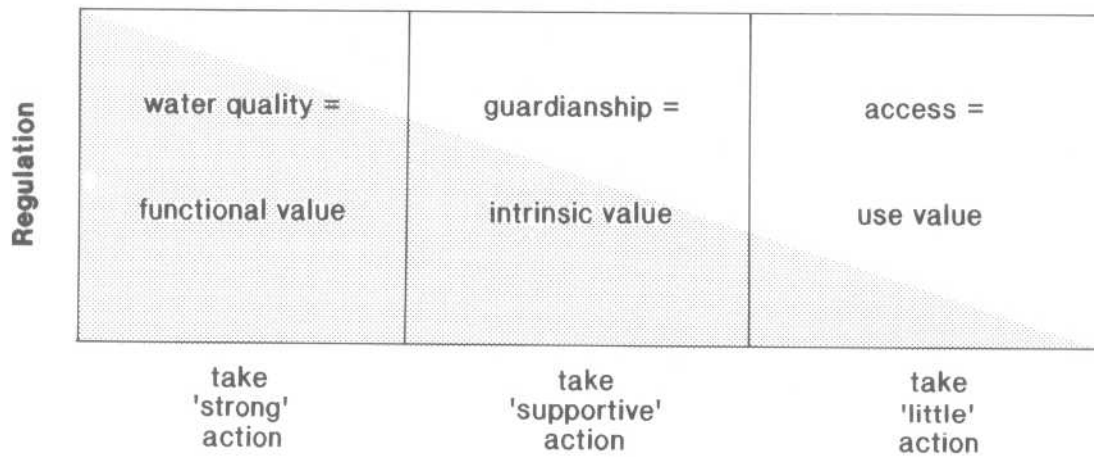 Regulation
water quality =
guardianship =
access =
functional value
intrinsic value
use value
take
'strong'
action
take
'supportive'
action
take
'little'
action